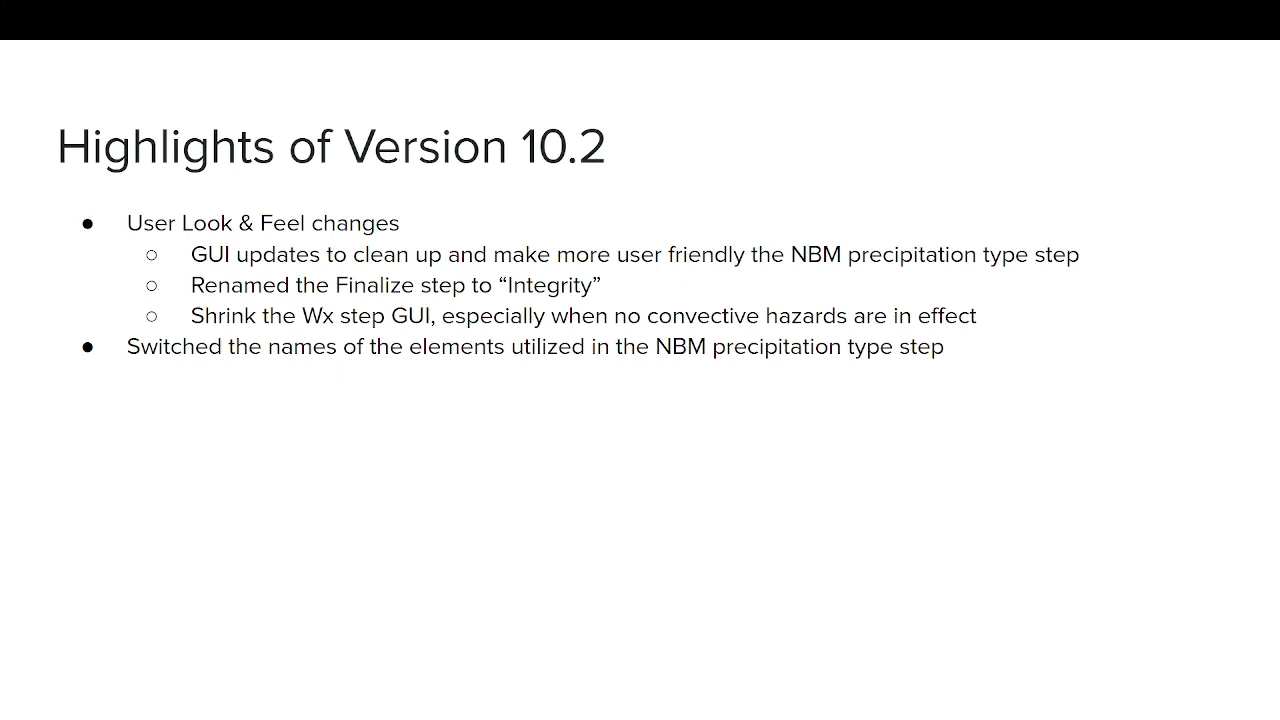 Highlights of Version 10.2
● User Look & Feel changes
○ GUI updates to clean up and make more user friendly the NBM precipitation type step
○ Renamed the Finalize step to “Integrity”
○ Shrink the Wx step GUI, especially when no convective hazards are in effect
● Switched the names of the elements utilized in the NBM precipitation type step